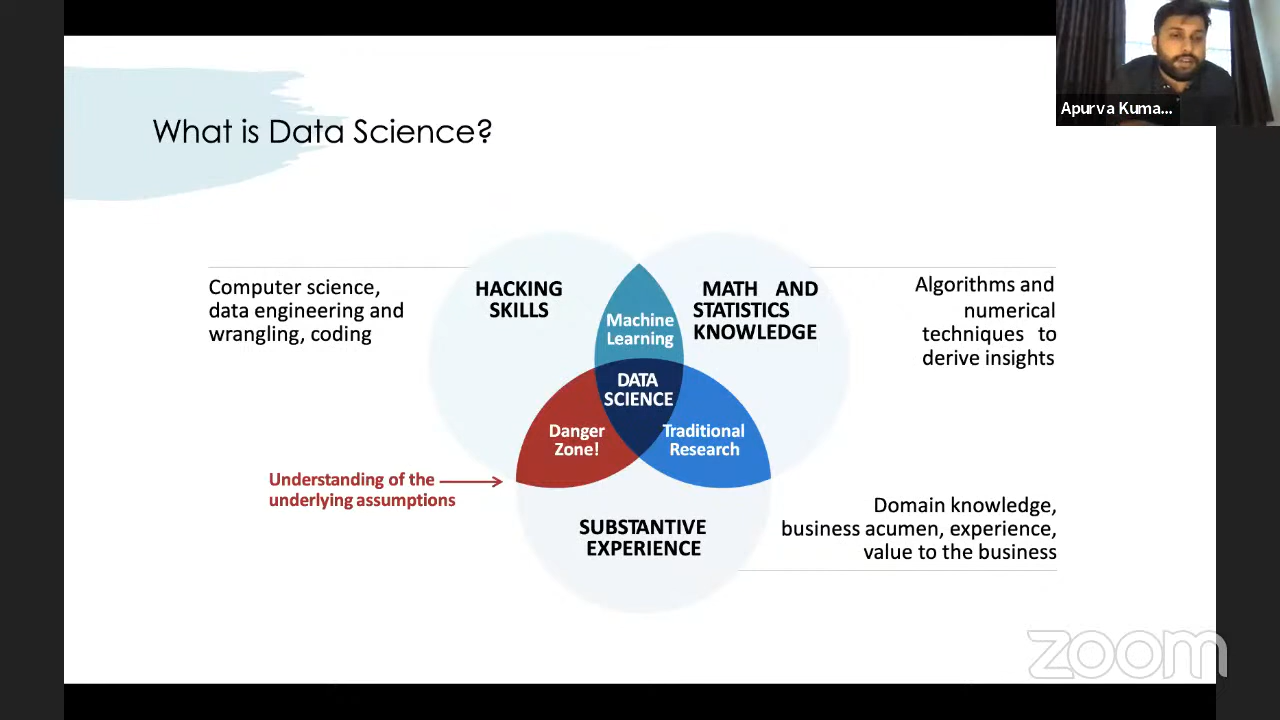 Apurva Kuma...
What is Data Science?
Computer science,
data engineering and
wrangling, coding
HACKING
SKILLS
MATH AND
STATISTICS
KNOWLEDGE
Algorithms and
numerical
techniques to
derive insights
Machine
Learning
DATA
SCIENCE
Danger
Zone!
Traditional
Research
Understanding of the
underlying assumptions
SUBSTANTIVE
EXPERIENCE
Domain knowledge,
business acumen, experience,
value to the business
zoom